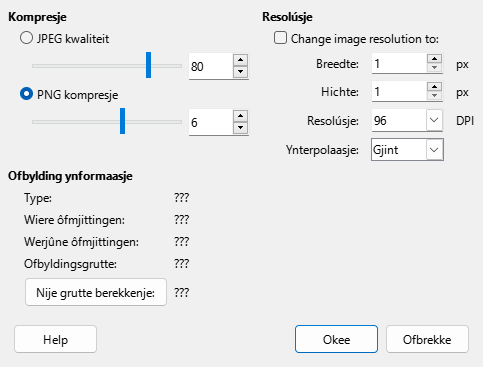 Kompresje
JPEG kwaliteit
80
PNG kompresje
6
Resolúsje
Change image resolution to:
Breedte: 1 px
Hichte: 1 px
Resolúsje: 96 DPI
Ynterpolaasje: Gjint
Ofbylding ynformaasje
Type: ???
Wiere ôfmjittingen: ???
Werjûne ôfmjittingen: ???
Ofbyldingsgrutte: ???
Nije grutte berekkenje: ???
Help
Okee
Ofbrekke